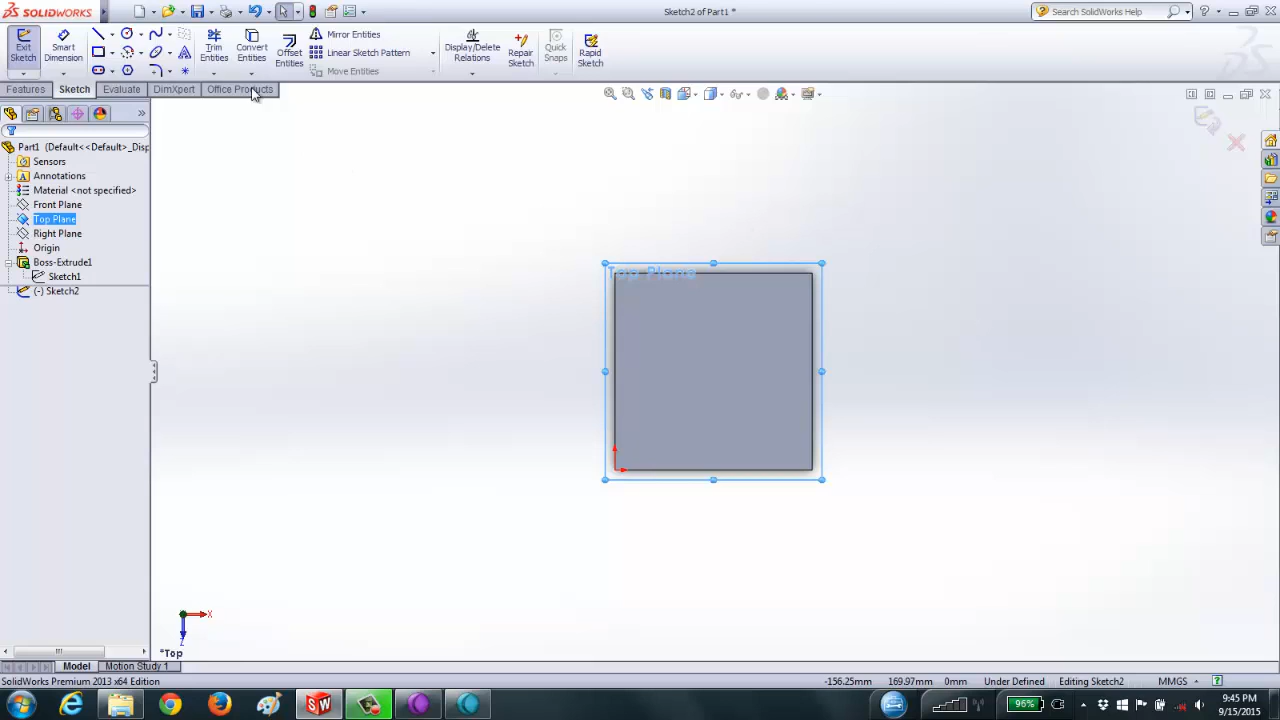 SOLIDWORKS
Sketch2 of Part1 *
Search SolidWorks Help
Exit Sketch
Smart Dimension
Trim Entities
Convert Entities
Offset Entities
Mirror Entities
Linear Sketch Pattern
Move Entities
Display/Delete Relations
Repair Sketch
Quick Snaps
Rapid Sketch
Features Sketch Evaluate DimXpert Office Products
Part1 (Default<<Default>_Disp
Sensors
Annotations
Material <not specified>
Front Plane
Top Plane
Right Plane
Origin
Boss-Extrude1
Sketch1
(-) Sketch2
Top Plane
X
Z
*Top
Model Motion Study 1
SolidWorks Premium 2013 x64 Edition
-156.25mm 169.97mm 0mm Under Defined Editing Sketch2 MMGS
SW
96%
9:45 PM
9/15/2015